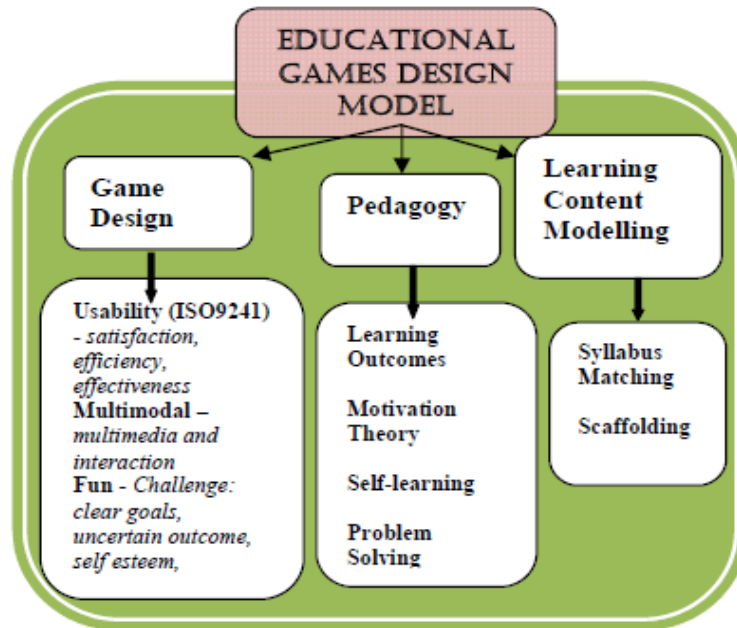 EDUCATIONAL
GAMES DESIGN
MODEL
Game
Design
Pedagogy
Learning
Content
Modelling
Usability (ISO9241)
- satisfaction,
efficiency,
effectiveness
Multimodal –
multimedia and
interaction
Fun - Challenge:
clear goals,
uncertain outcome,
self esteem,
Learning
Outcomes
Motivation
Theory
Self-learning
Problem
Solving
Syllabus
Matching
Scaffolding